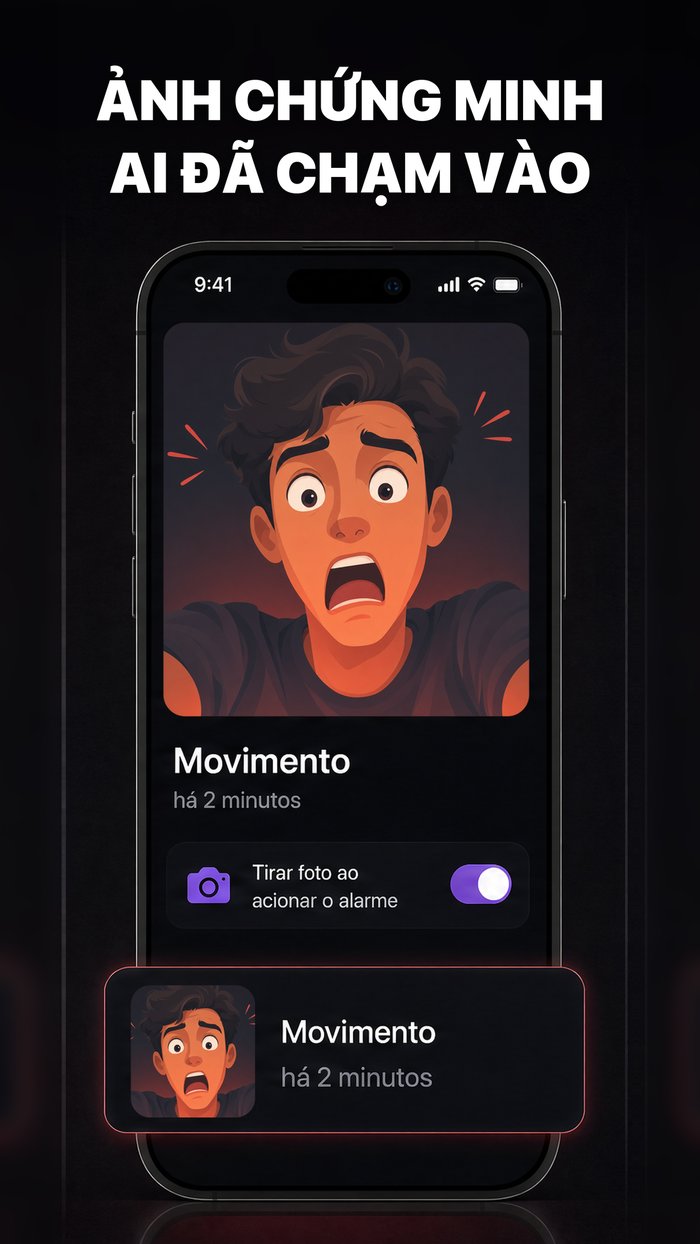 ẢNH CHỨNG MINH
AI ĐÃ CHẠM VÀO
9:41
Movimento
há 2 minutos
Tirar foto ao
acionar o alarme
Movimento
há 2 minutos